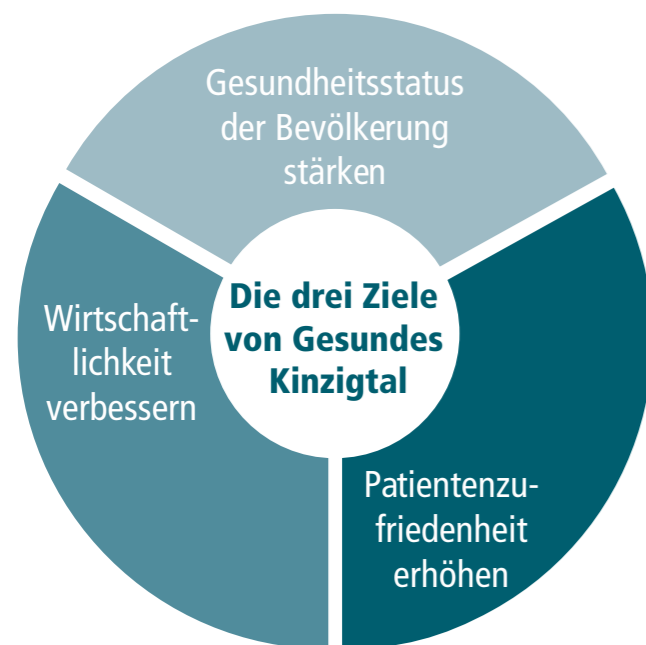 Gesundheitsstatus
der Bevölkerung
stärken
Die drei Ziele
von Gesundes
Kinzigtal
Wirtschaft-
lichkeit
verbessern
Patientenzu-
friedenheit
erhöhen